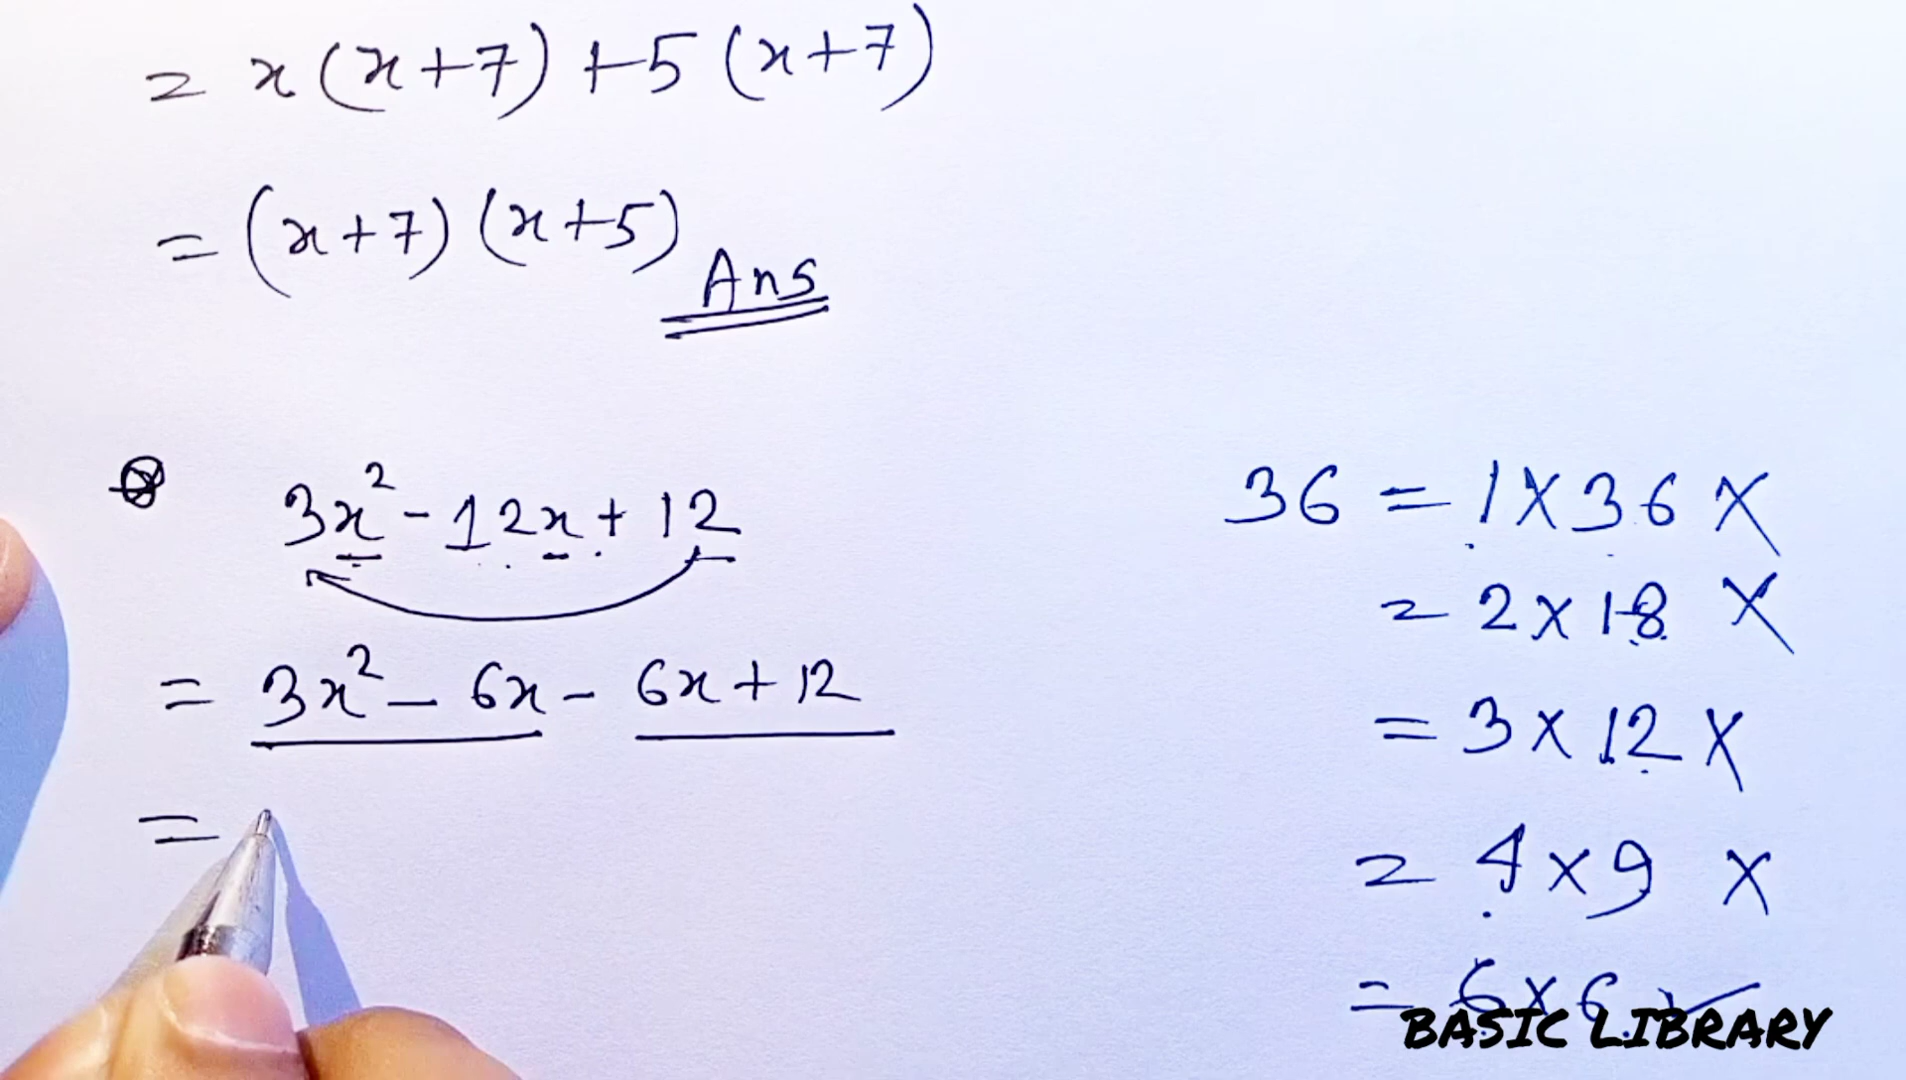 = x(x+7)+5(x+7)
= (x+7)(x+5)
Ans
3x²-12x+12
= 3x²-6x-6x+12
=
36 = 1×36 ×
= 2×18 ×
= 3×12 ×
= 4×9 ×
= 6×6 ✓
BASIC LIBRARY